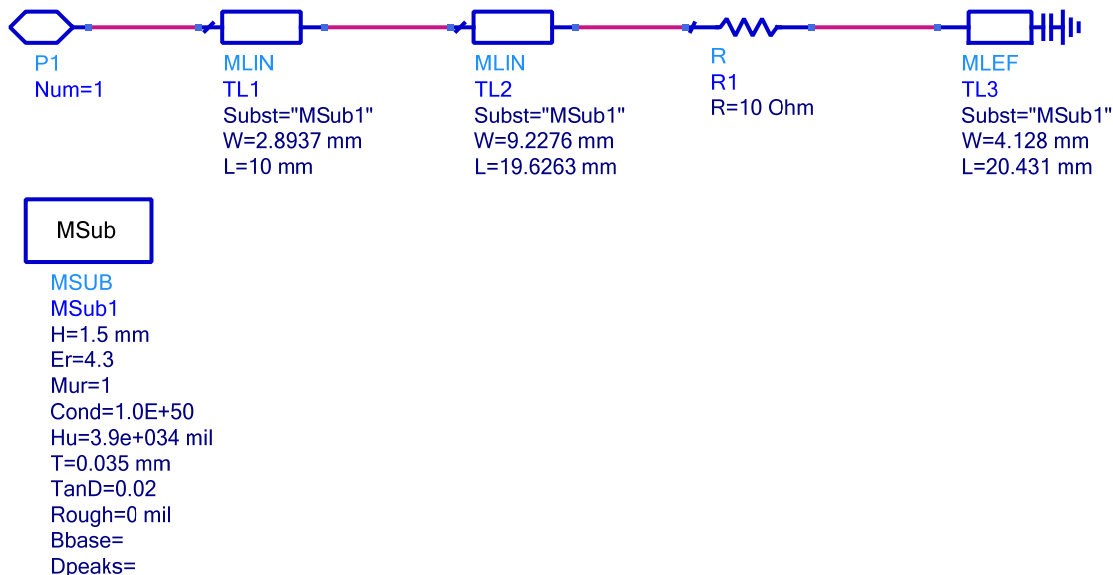 P1
Num=1
MLIN
TL1
Subst="MSub1"
W=2.8937 mm
L=10 mm
MLIN
TL2
Subst="MSub1"
W=9.2276 mm
L=19.6263 mm
R
R1
R=10 Ohm
MLEF
TL3
Subst="MSub1"
W=4.128 mm
L=20.431 mm
MSub
MSUB
MSub1
H=1.5 mm
Er=4.3
Mur=1
Cond=1.0E+50
Hu=3.9e+034 mil
T=0.035 mm
TanD=0.02
Rough=0 mil
Bbase=
Dpeaks=